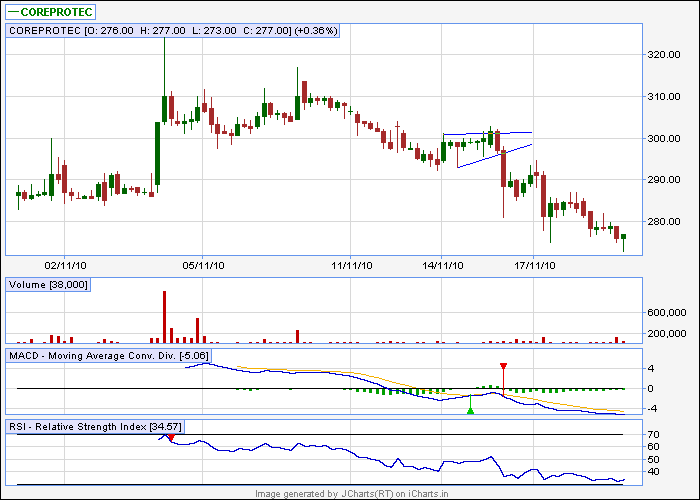 COREPROTEC
COREPROTEC [O: 276.00 H: 277.00 L: 273.00 C: 277.00] (+0.36%)
320.00
310.00
300.00
290.00
280.00
02/11/10 05/11/10 11/11/10 14/11/10 17/11/10
Volume [38,000]
600,000
200,000
MACD - Moving Average Conv. Div. [-5.06]
4
0
-4
RSI - Relative Strength Index [34.57]
70
60
50
40
Image generated by JCharts(RT) on iCharts.in